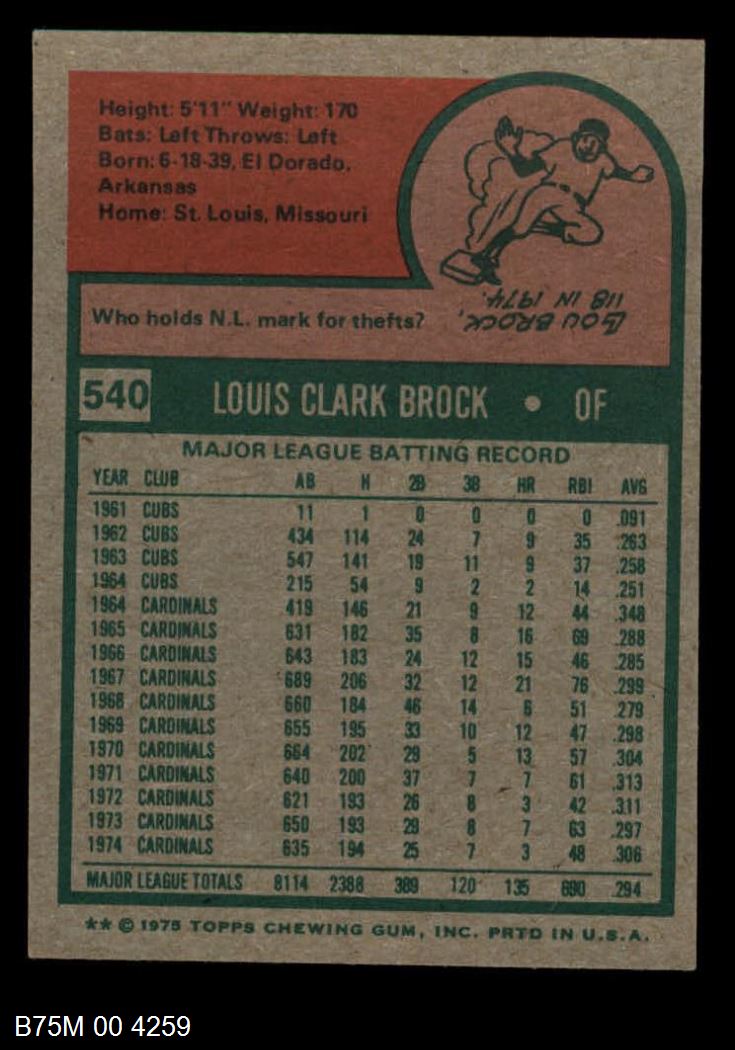 Height: 5'11" Weight: 170
Bats: Left Throws: Left
Born: 6-18-39, El Dorado,
Arkansas
Home: St. Louis, Missouri
Who holds N.L. mark for thefts?
LOU BROCK,
118 IN 1974.
540 LOUIS CLARK BROCK • OF
MAJOR LEAGUE BATTING RECORD
YEAR CLUB AB H 2B 3B HR RBI AVG
1961 CUBS 11 1 0 0 0 0 .091
1962 CUBS 434 114 24 7 9 35 .263
1963 CUBS 547 141 19 11 9 37 .258
1964 CUBS 215 54 9 2 2 14 .251
1964 CARDINALS 419 146 21 9 12 44 .348
1965 CARDINALS 631 182 35 8 16 69 .288
1966 CARDINALS 643 183 24 12 15 46 .285
1967 CARDINALS 689 206 32 12 21 76 .299
1968 CARDINALS 660 184 46 14 6 51 .279
1969 CARDINALS 655 195 33 10 12 47 .298
1970 CARDINALS 664 202 29 5 13 57 .304
1971 CARDINALS 640 200 37 7 7 61 .313
1972 CARDINALS 621 193 26 8 3 42 .311
1973 CARDINALS 650 193 29 8 7 63 .297
1974 CARDINALS 635 194 25 7 3 48 .306
MAJOR LEAGUE TOTALS 8114 2388 389 120 135 690 .294
** © 1975 TOPPS CHEWING GUM, INC. PRTD IN U.S.A.
B75M 00 4259